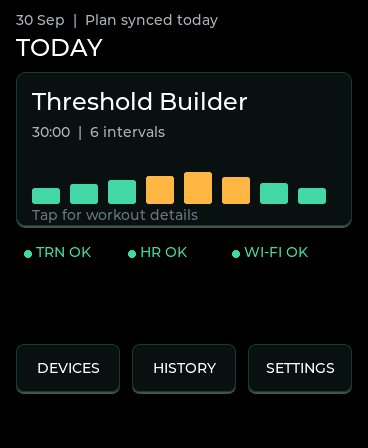 30 Sep | Plan synced today
TODAY
Threshold Builder
30:00 | 6 intervals
Tap for workout details
TRN OK HR OK WI-FI OK
DEVICES HISTORY SETTINGS